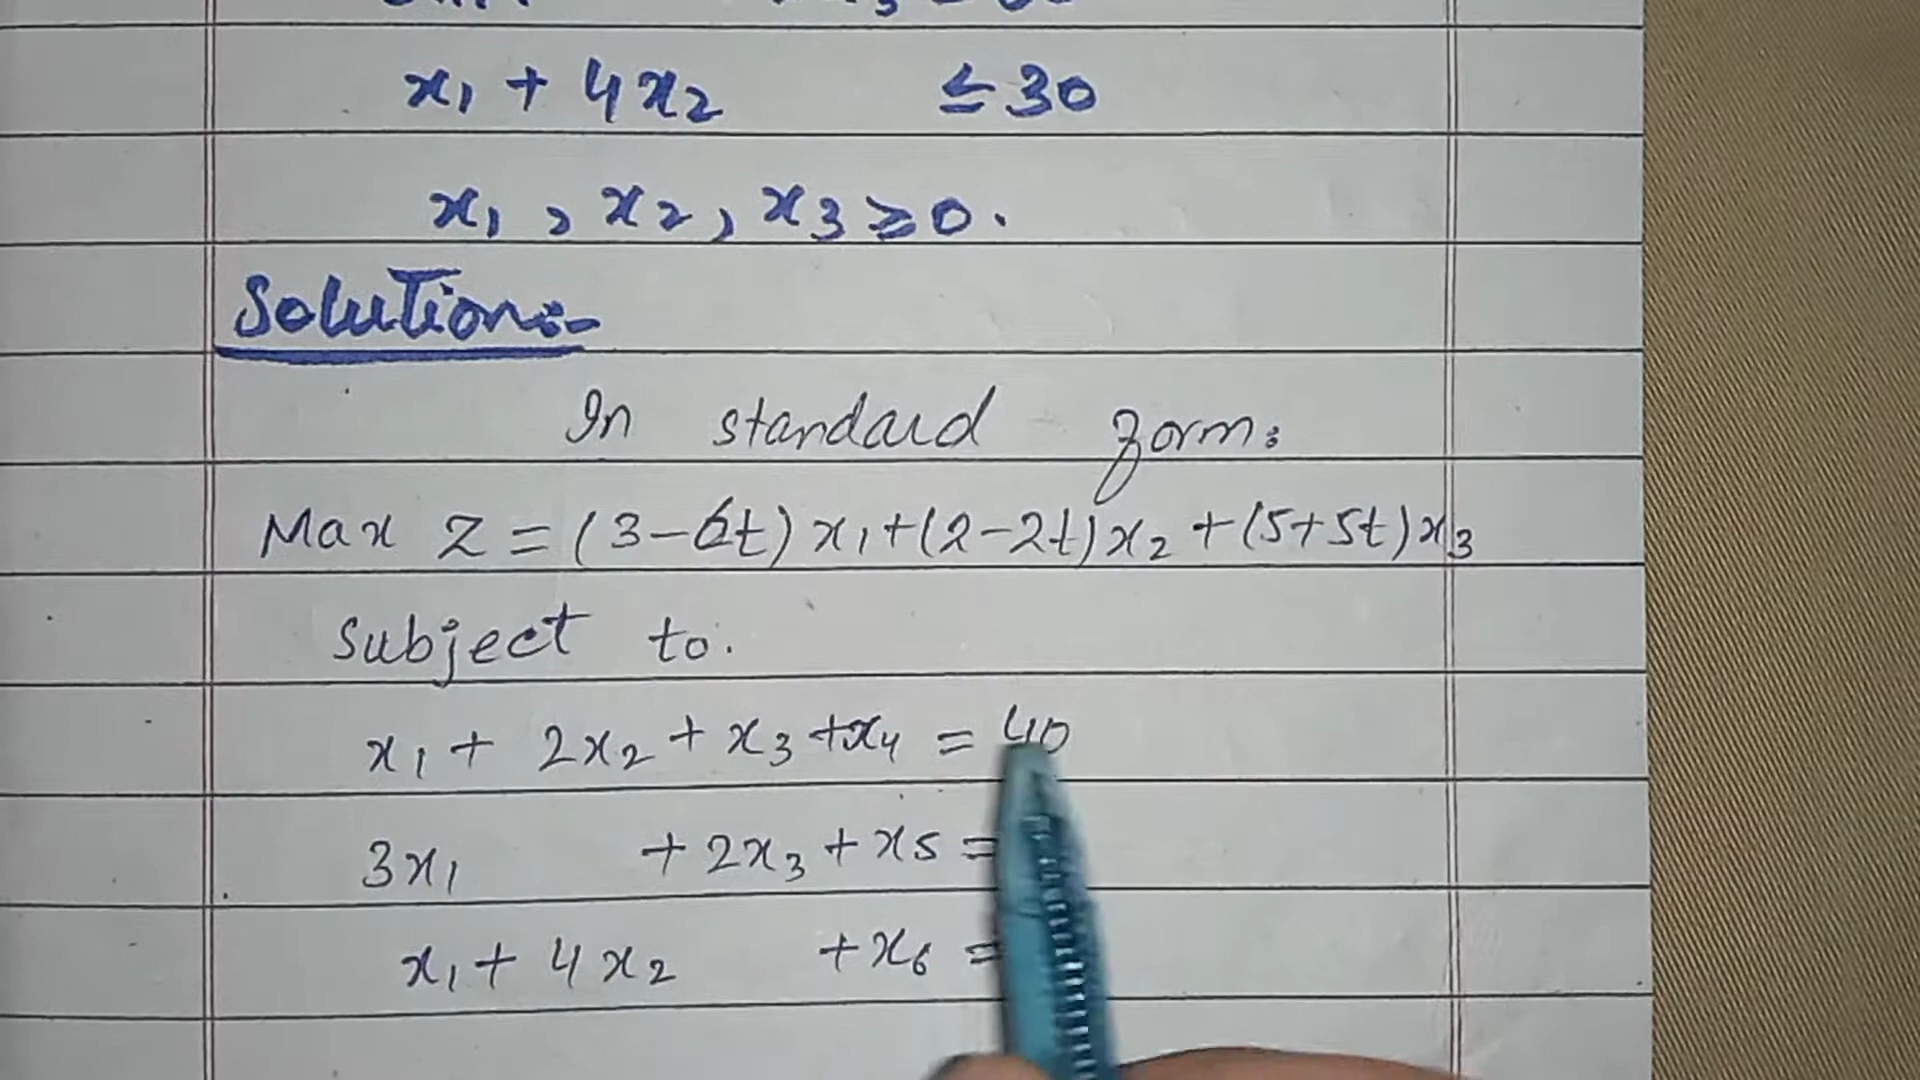 x₁ + 4x₂ ≤ 30
x₁, x₂, x₃ ≥ 0.
Solution:-
In standard form:
Max Z = (3-6t)x₁+(2-2t)x₂+(5+5t)x₃
Subject to.
x₁ + 2x₂ + x₃ + x₄ = 40
3x₁ + 2x₃ + x₅ =
x₁ + 4x₂ + x₆ =